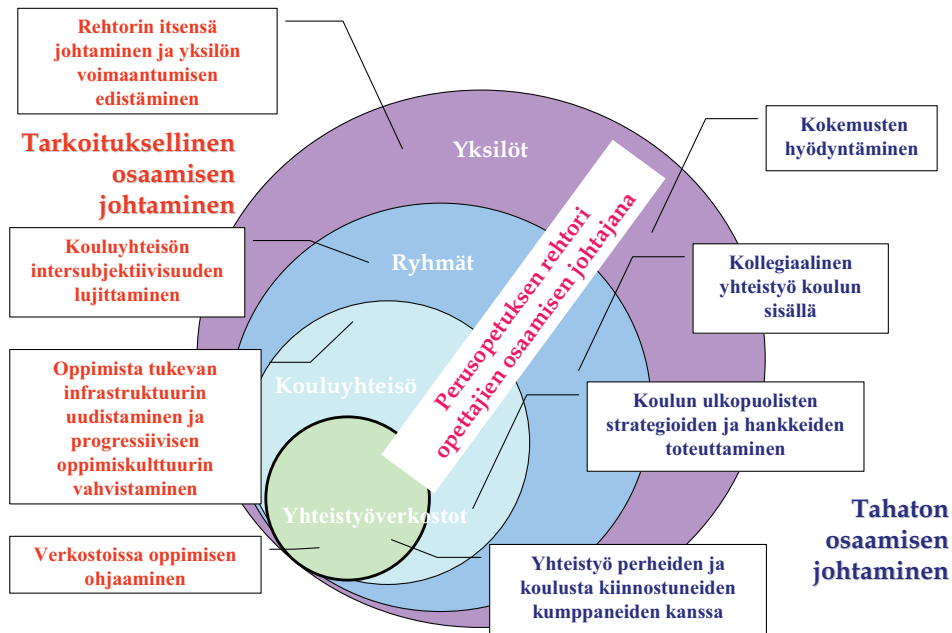 Rehtorin itsensä
johtaminen ja yksilön
voimaantumisen
edistäminen
Tarkoituksellinen
osaamisen
johtaminen
Kouluyhteisön
intersubjektiivisuuden
lujittaminen
Oppimista tukevan
infrastruktuurin
uudistaminen ja
progressiivisen
oppimiskulttuurin
vahvistaminen
Verkostoissa oppimisen
ohjaaminen
Yksilöt
Ryhmät
Kouluyhteisö
Yhteistyöverkostot
Perusopetuksen rehtori
opettajien osaamisen johtajana
Kokemusten
hyödyntäminen
Kollegiaalinen
yhteistyö koulun
sisällä
Koulun ulkopuolisten
strategioiden ja hankkeiden
toteuttaminen
Tahaton
osaamisen
johtaminen
Yhteistyö perheiden ja
koulusta kiinnostuneiden
kumppaneiden kanssa